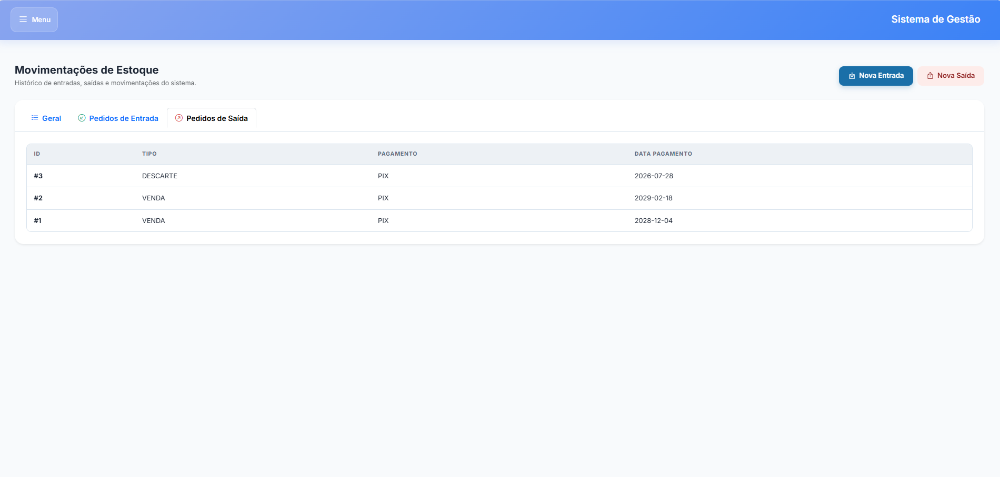 Menu
Sistema de Gestão
Movimentações de Estoque
Histórico de entradas, saídas e movimentações do sistema.
Nova Entrada
Nova Saída
Geral
Pedidos de Entrada
Pedidos de Saída
ID TIPO PAGAMENTO DATA PAGAMENTO
#3 DESCARTE PIX 2026-07-28
#2 VENDA PIX 2029-02-18
#1 VENDA PIX 2028-12-04